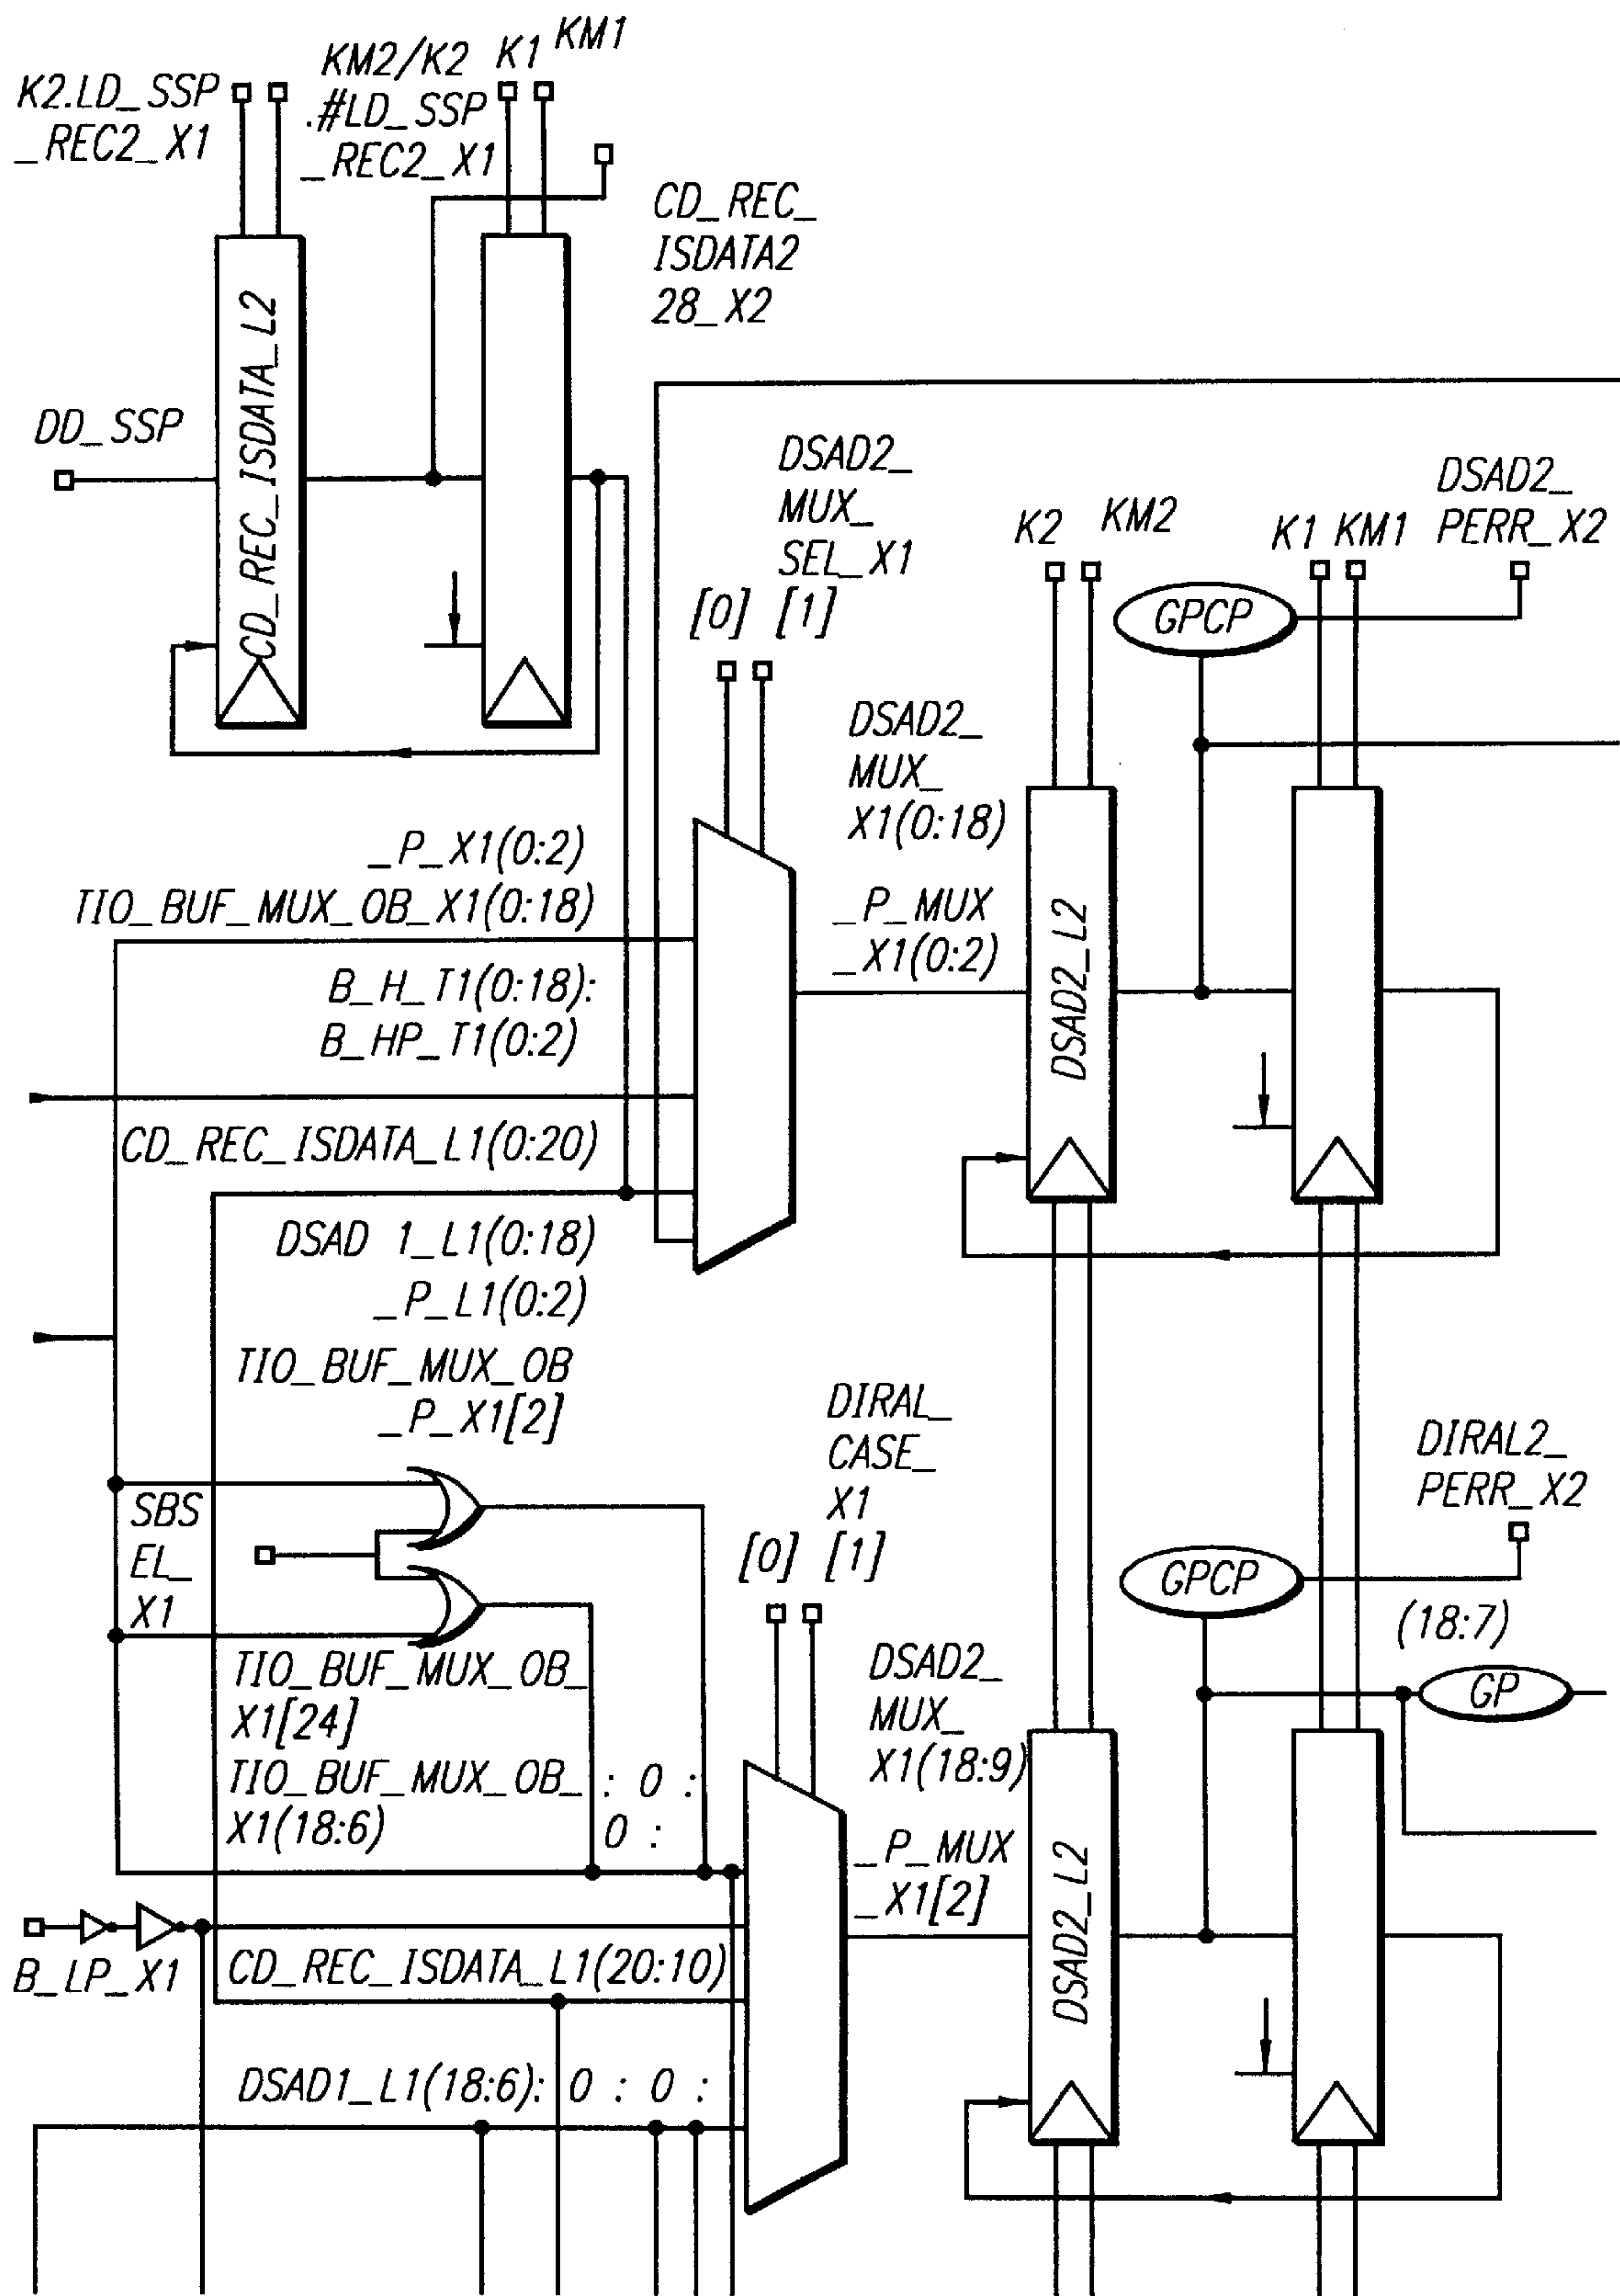 K2.LD_SSP
_REC2_X1
KM2/K2
.#LD_SSP
_REC2_X1
K1
KM1
CD_REC_
ISDATA2
28_X2
CD_REC_ISDATA_L2
DD_SSP
DSAD2_
MUX_
SEL_X1
[0] [1]
K2
KM2
GPCP
K1 KM1
DSAD2_
PERR_X2
DSAD2_
MUX_
X1(0:18)
_P_X1(0:2)
TIO_BUF_MUX_OB_X1(0:18)
_P_MUX
_X1(0:2)
DSAD2_L2
B_H_T1(0:18):
B_HP_T1(0:2)
CD_REC_ISDATA_L1(0:20)
DSAD 1_L1(0:18)
_P_L1(0:2)
TIO_BUF_MUX_OB
_P_X1[2]
DIRAL_
CASE_
X1
[0] [1]
DIRAL2_
PERR_X2
SBS
EL_
X1
GPCP
(18:7)
GP
TIO_BUF_MUX_OB_
X1[24]
DSAD2_
MUX_
X1(18:9)
TIO_BUF_MUX_OB_ : 0 :
X1(18:6) 0 :
_P_MUX
_X1[2]
DSAD2_L2
B_LP_X1
CD_REC_ISDATA_L1(20:10)
DSAD1_L1(18:6): 0 : 0 :